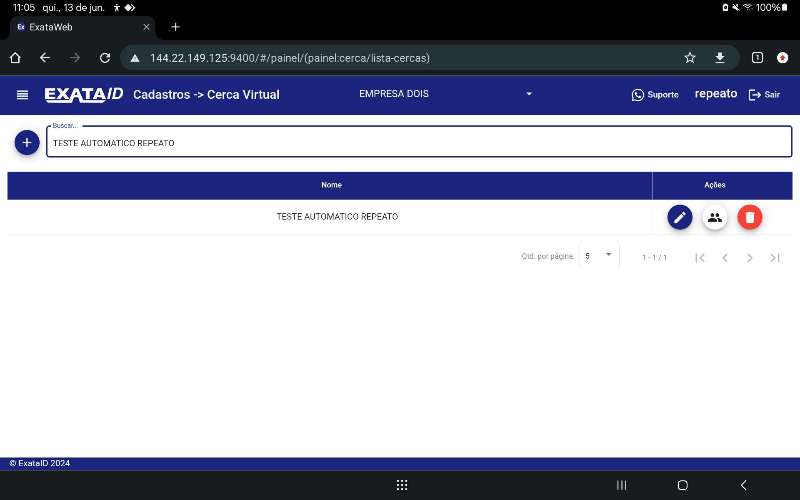 11:05 qui., 13 de jun. 100%
Ex ExataWeb
144.22.149.125:9400/#/painel/(painel:cerca/lista-cercas) 1
EXATAID Cadastros -> Cerca Virtual EMPRESA DOIS Suporte repeato Sair
Buscar...
TESTE AUTOMATICO REPEATO
Nome Ações
TESTE AUTOMATICO REPEATO
Qtd. por página: 5 1 - 1 / 1
© ExataID 2024